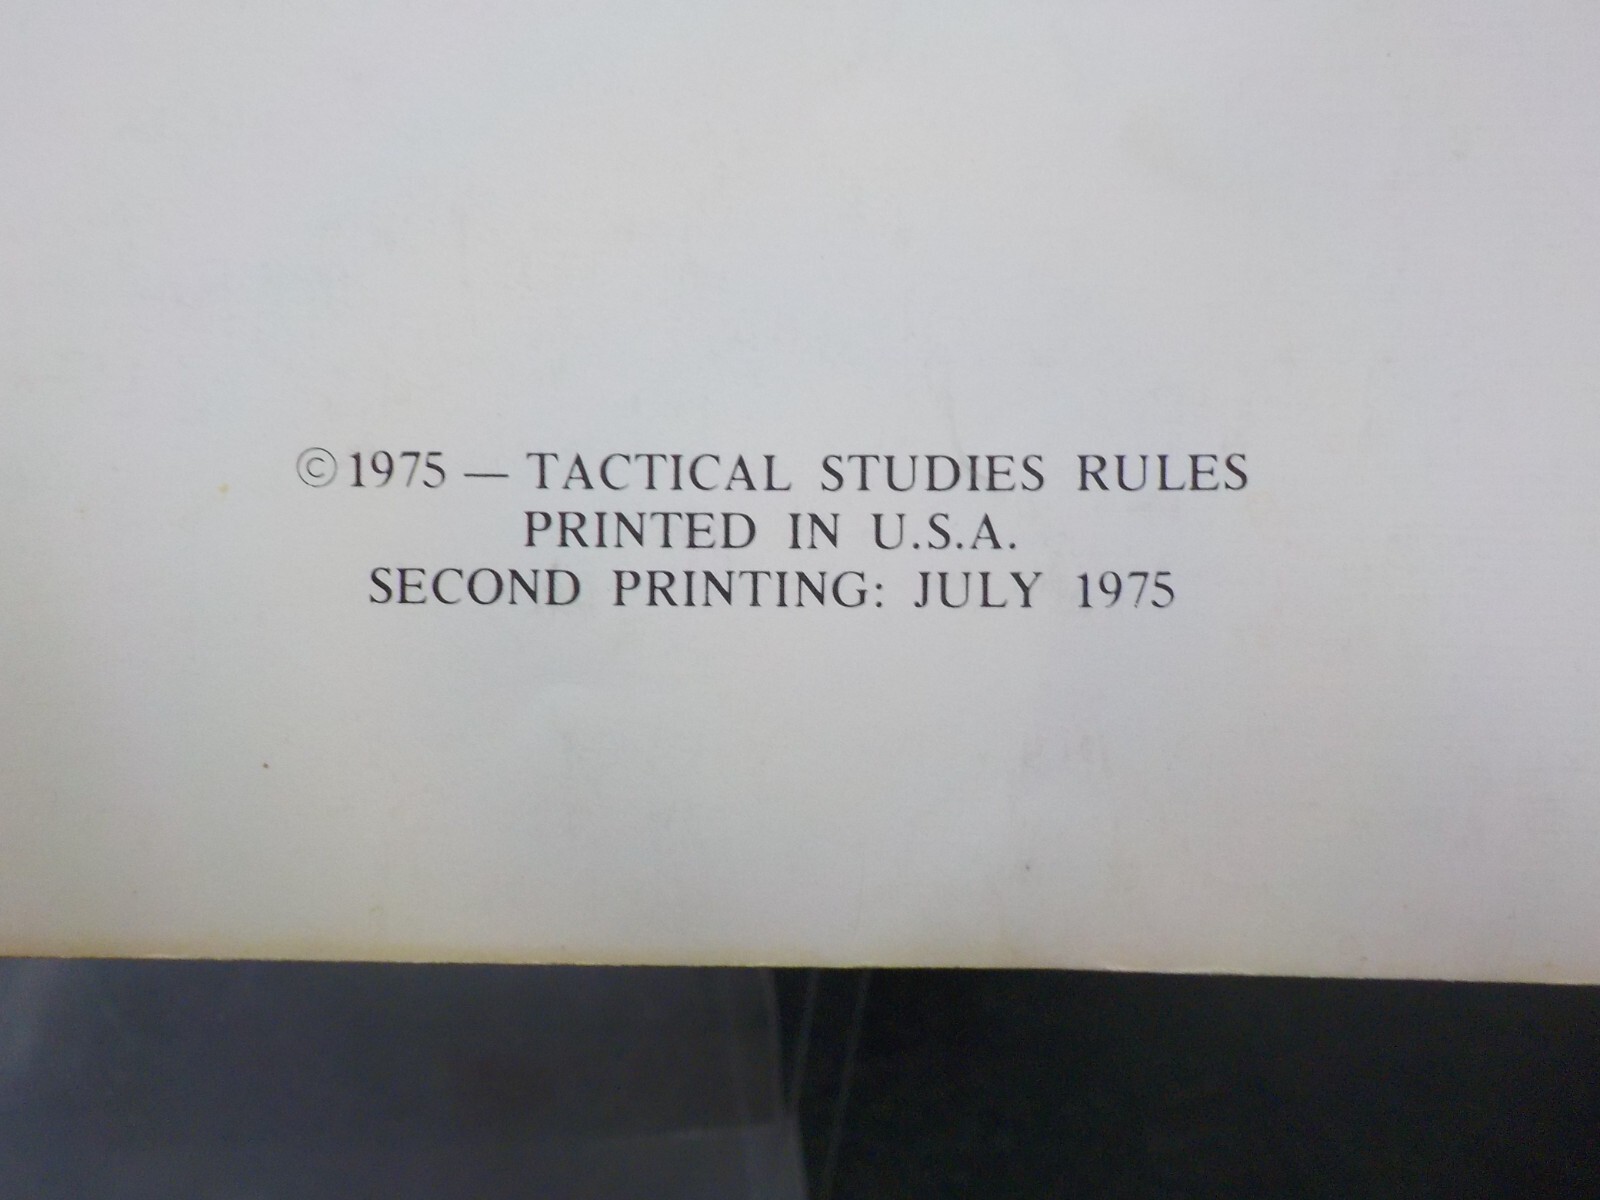 ©1975 — TACTICAL STUDIES RULES
PRINTED IN U.S.A.
SECOND PRINTING: JULY 1975